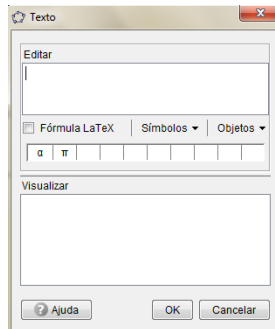 Texto
Editar
Fórmula LaTeX Símbolos Objetos
α π
Visualizar
Ajuda OK Cancelar